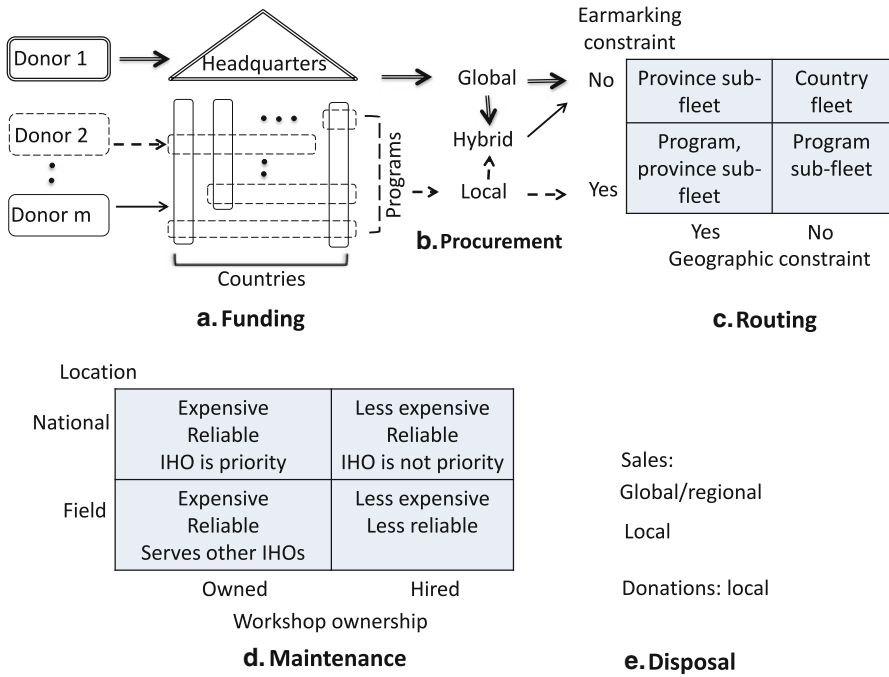 Donor 1
Donor 2
Donor m
Headquarters
Programs
Countries
a. Funding
Global
Hybrid
Local
b. Procurement
Earmarking
constraint
No
Yes
Province sub-
fleet
Country
fleet
Program,
province sub-
fleet
Program
sub-fleet
Yes
No
Geographic constraint
c. Routing
Location
National
Field
Expensive
Reliable
IHO is priority
Less expensive
Reliable
IHO is not priority
Expensive
Reliable
Serves other IHOs
Less expensive
Less reliable
Owned
Hired
Workshop ownership
d. Maintenance
Sales:
Global/regional
Local
Donations: local
e. Disposal